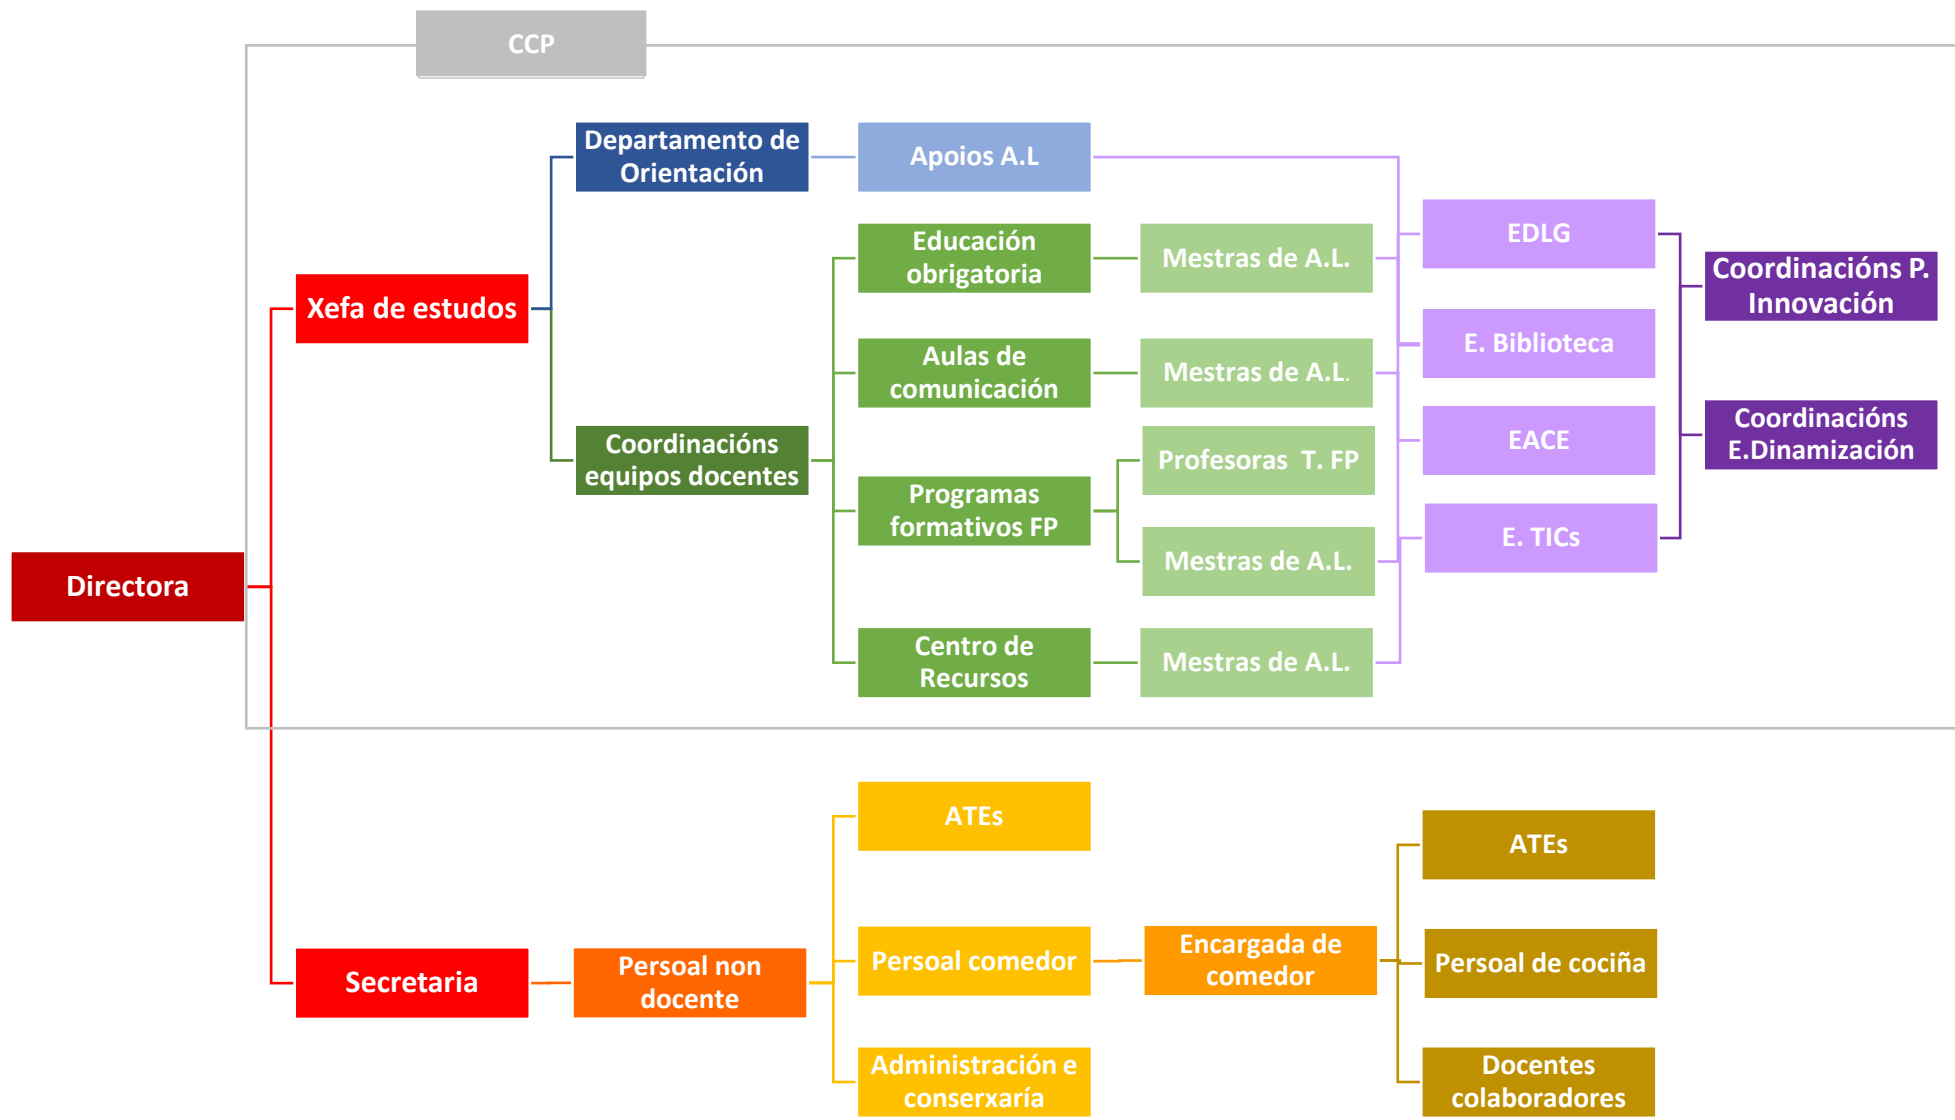 CCP
Departamento de
Orientación
Apoios A.L
Educación
obrigatoria
Mestras de A.L.
EDLG
Coordinacións P.
Innovación
Xefa de estudos
Aulas de
comunicación
Mestras de A.L.
E. Biblioteca
Coordinacións
equipos docentes
Profesoras T. FP
EACE
Coordinacións
E.Dinamización
Programas
formativos FP
Mestras de A.L.
E. TICs
Directora
Centro de
Recursos
Mestras de A.L.
ATEs
ATEs
Secretaria
Persoal non
docente
Persoal comedor
Encargada de
comedor
Persoal de cociña
Administración e
conserxaría
Docentes
colaboradores